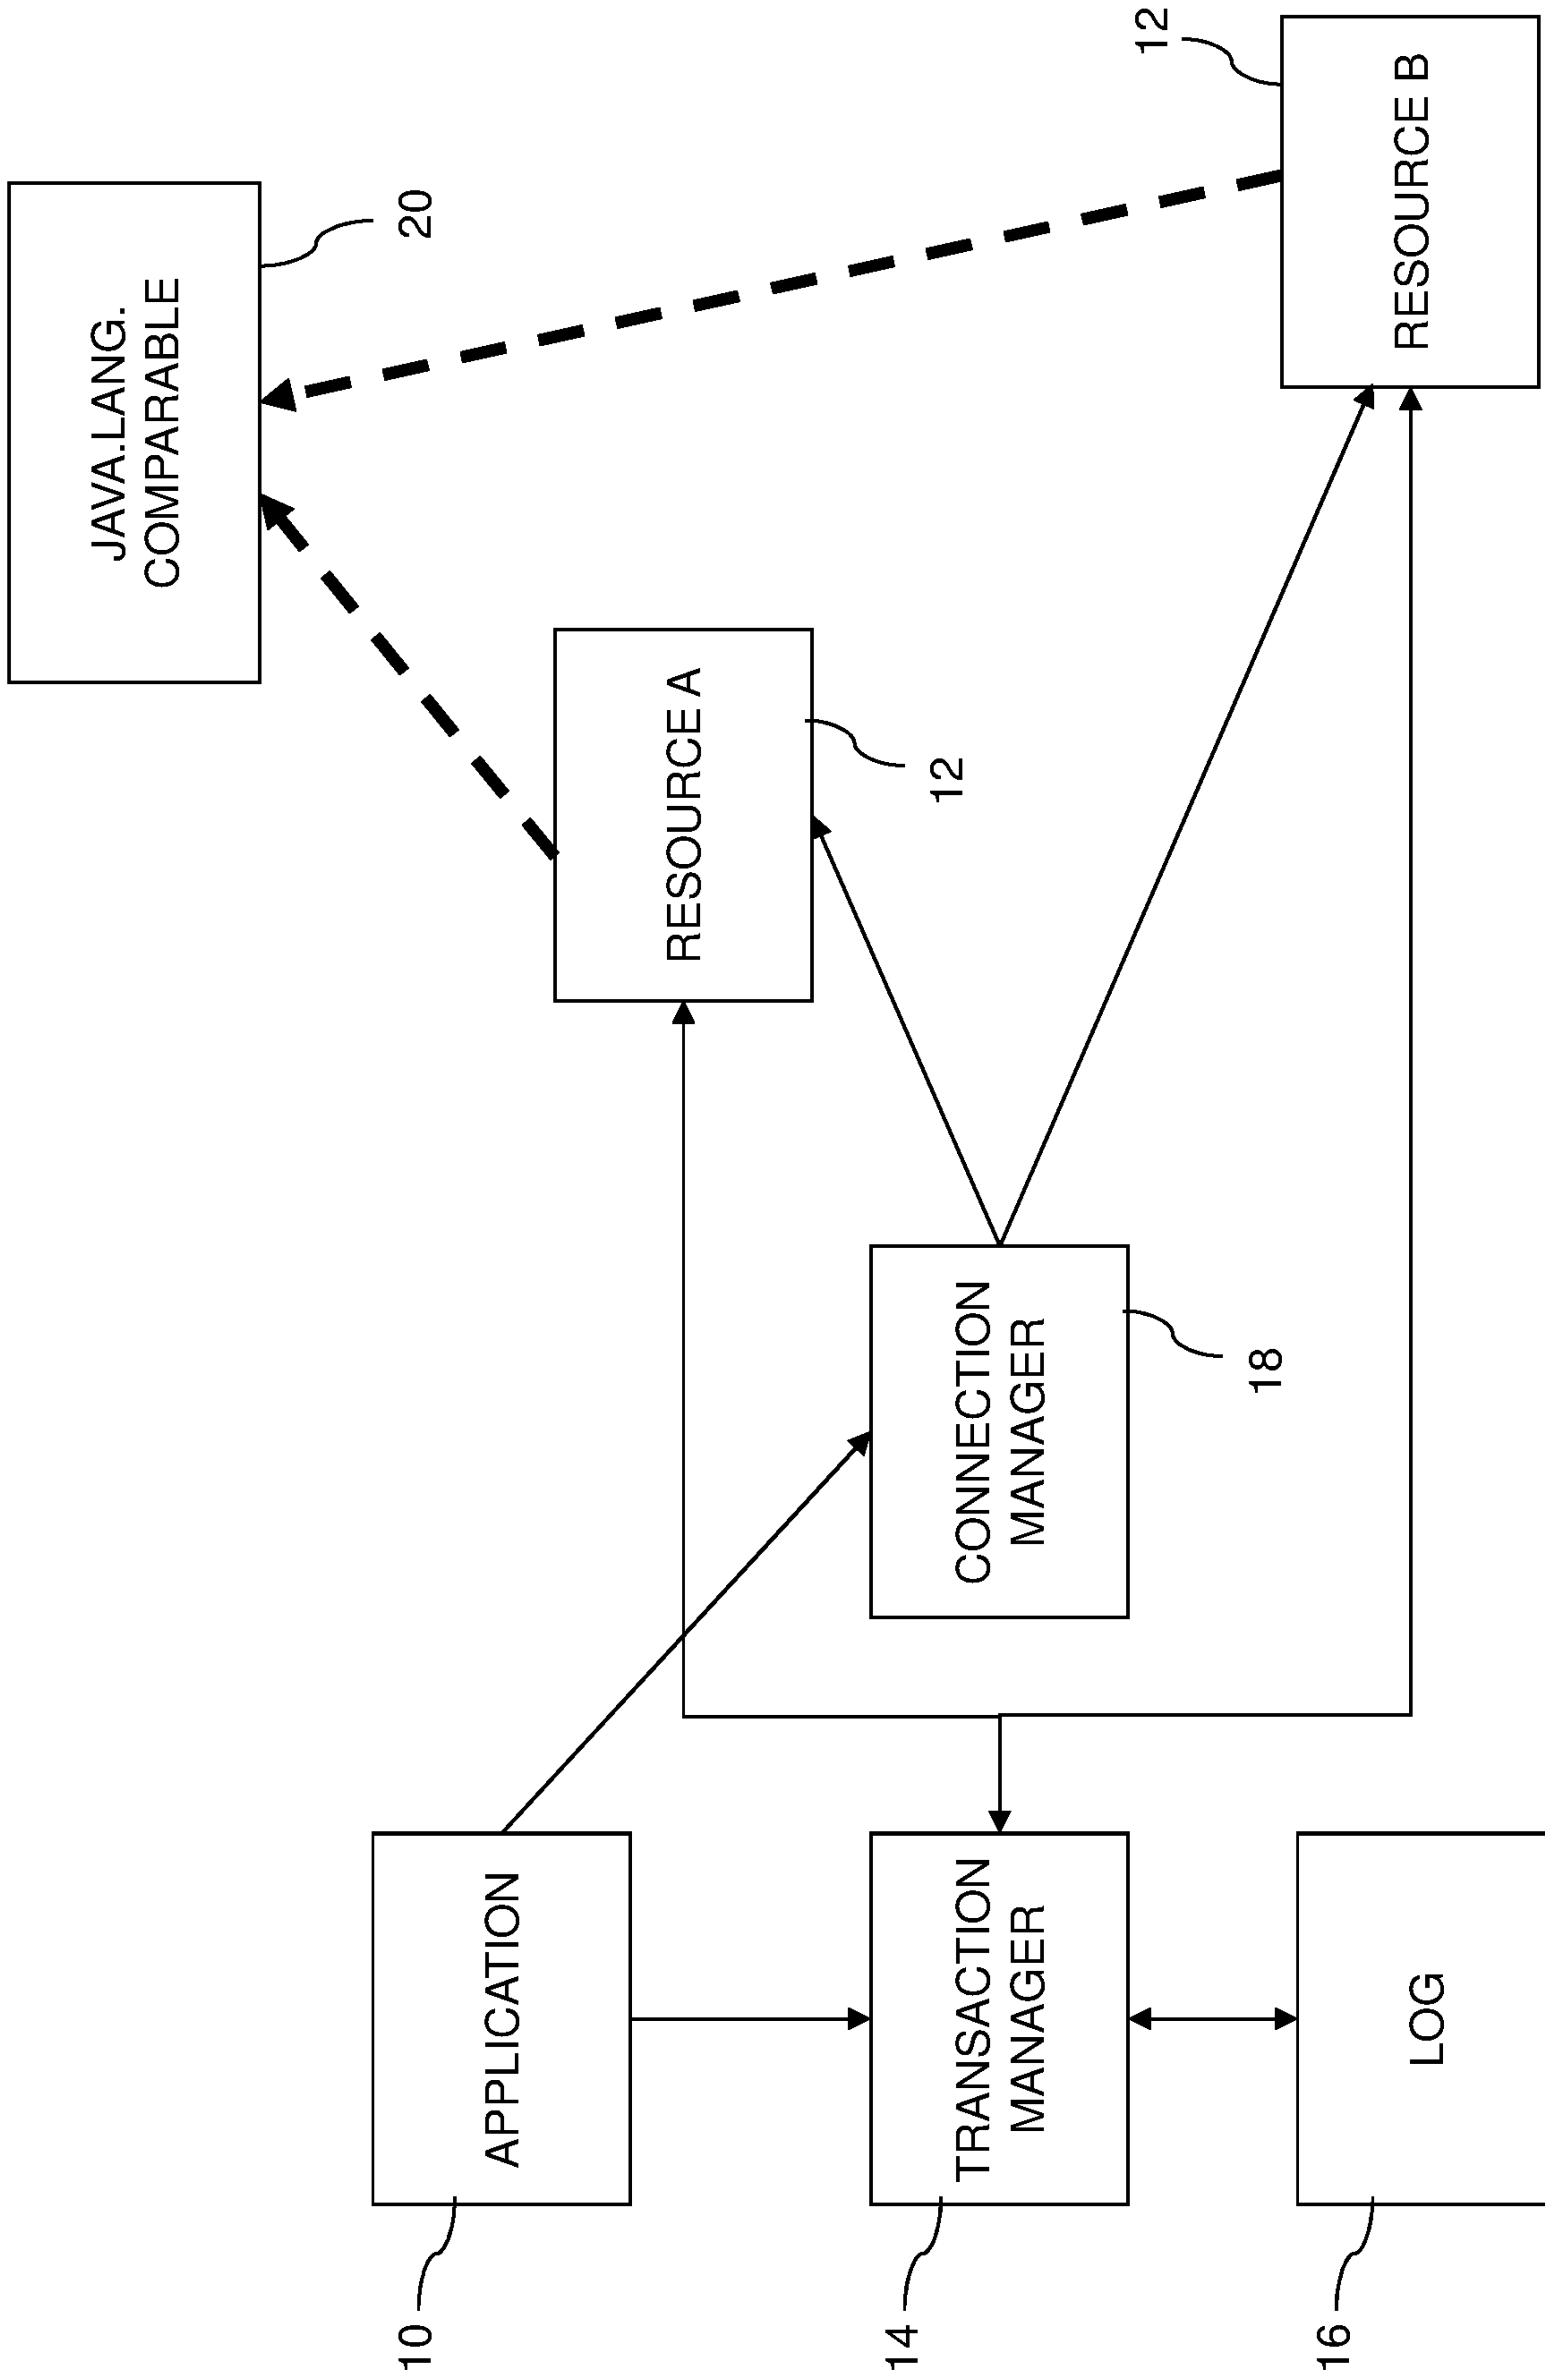 JAVA.LANG.
COMPARABLE
20
12
RESOURCE A
12
RESOURCE B
10
APPLICATION
CONNECTION
MANAGER
18
14
TRANSACTION
MANAGER
16
LOG